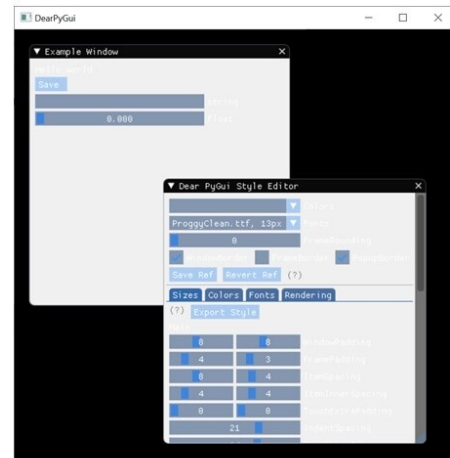 DearPyGui
Example Window
Hello world
Save
string
0.000 float
Dear PyGui Style Editor
Colors
ProggyClean.ttf, 13px Fonts
0 FrameRounding
WindowBorder FrameBorder PopupBorder
Save Ref Revert Ref (?)
Sizes Colors Fonts Rendering
(?) Export Style
Main
8 8 WindowPadding
4 3 FramePadding
8 4 ItemSpacing
4 4 ItemInnerSpacing
0 0 TouchExtraPadding
21 IndentSpacing